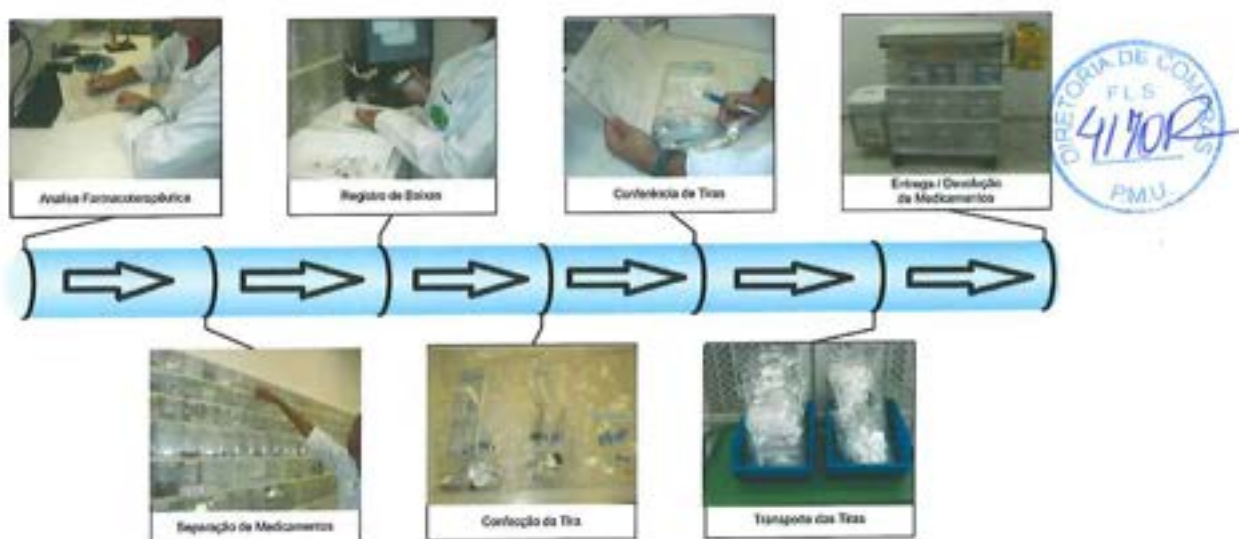 Análise Farmacoterapêutica
Registro de Baixas
Conferência de Tiras
Entrega / Devolução
de Medicamentos
DIRETORIA DE COMPRAS
FLS
P.M.U.
Separação de Medicamentos
Confecção da Tira
Transporte das Tiras